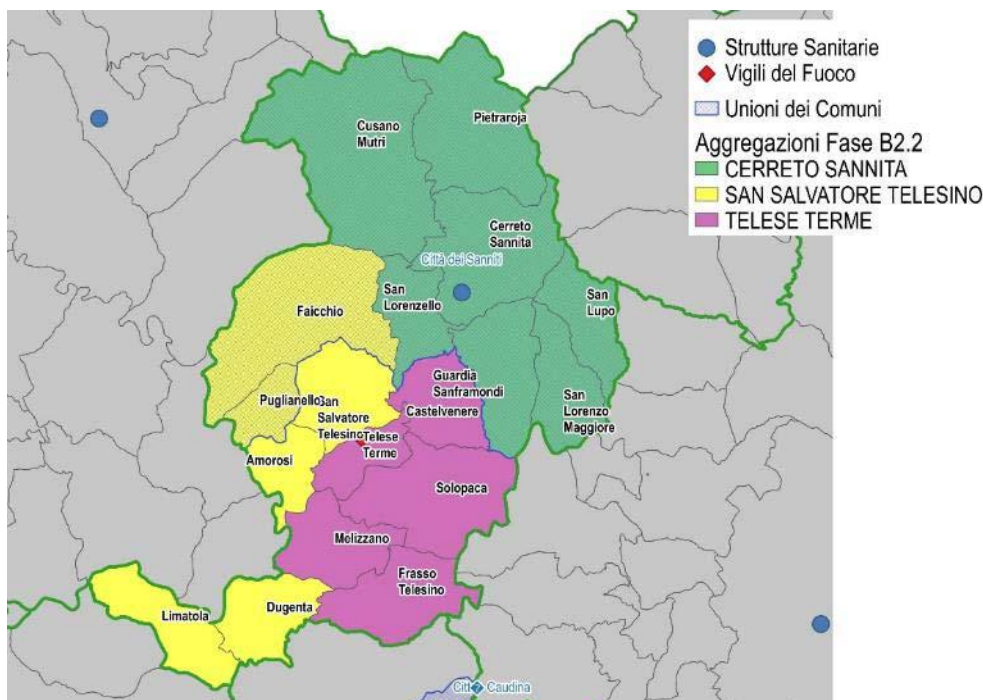 Strutture Sanitarie
Vigili del Fuoco
Unioni dei Comuni
Aggregazioni Fase B2.2
CERRETO SANNITA
SAN SALVATORE TELESINO
TELESE TERME
Cusano
Mutri
Pietraroja
Cerreto
Sannita
Città dei Sanniti
San
Lorenzello
San
Lupo
Faicchio
Guardia
Sanframondi
Puglianello
San
Salvatore
Telesino
Castelvenere
San
Lorenzo
Maggiore
Telese
Terme
Amorosi
Solopaca
Melizzano
Frasso
Telesino
Limatola
Dugenta
Citt� Caudina